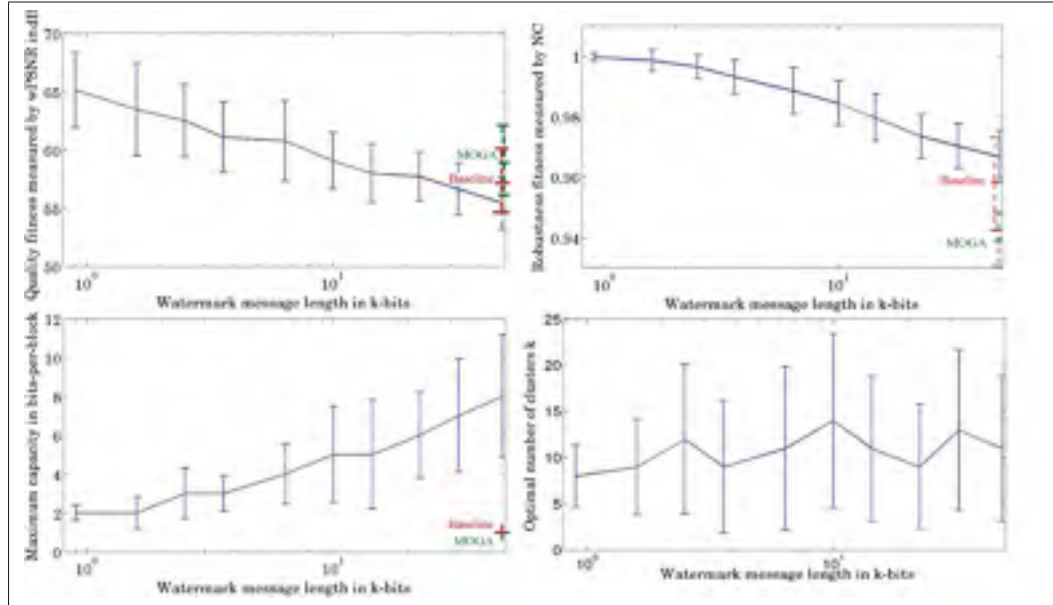 Quality fitness measured by wPSNR indB
70
65
60
55
50
MOGA
Baseline
10⁰
10¹
Watermark message length in k-bits
Robustness fitness measured by NC
1
0.98
0.96
0.94
Baseline
MOGA
10⁰
10¹
Watermark message length in k-bits
Maximum capacity in bits-per-block
12
10
8
6
4
2
0
Baseline
MOGA
10⁰
10¹
Watermark message length in k-bits
Optimal number of clusters k
25
20
15
10
5
0
10⁰
10¹
Watermark message length in k-bits